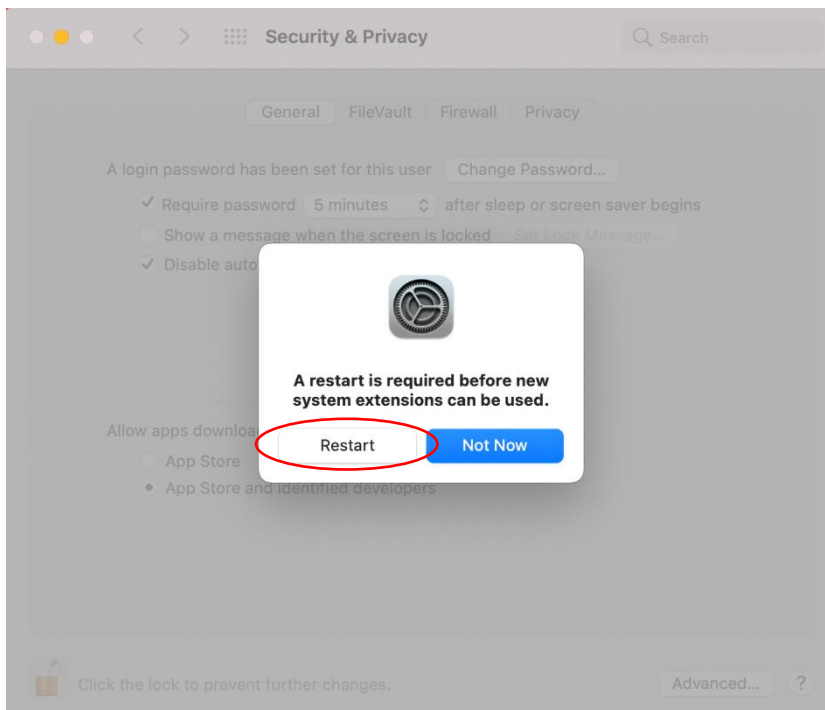 Security & Privacy
Search
General FileVault Firewall Privacy
A login password has been set for this user Change Password...
Require password 5 minutes after sleep or screen saver begins
Show a message when the screen is locked Set Lock Message...
Disable auto
A restart is required before new
system extensions can be used.
Allow apps downloa
Restart Not Now
App Store
App Store and identified developers
Click the lock to prevent further changes.
Advanced... ?